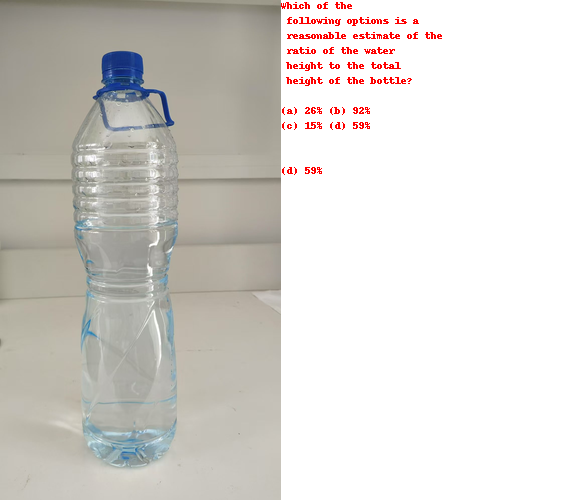 Which of the
following options is a
reasonable estimate of the
ratio of the water
height to the total
height of the bottle?
(a) 26% (b) 92%
(c) 15% (d) 59%
(d) 59%